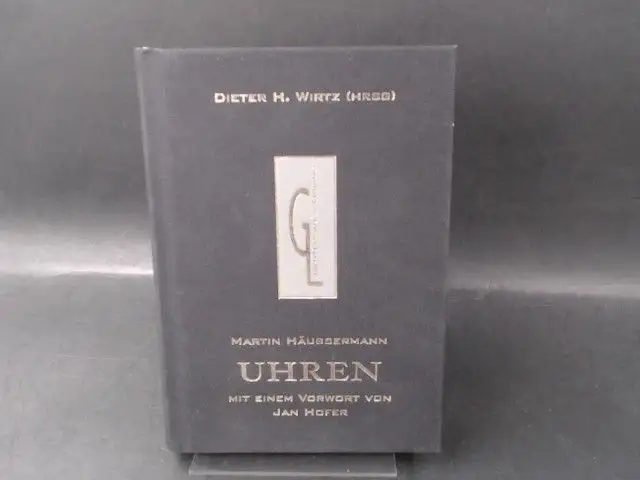 DIETER H. WIRTZ (HRSG)
G
MARTIN HÄUSSERMANN
UHREN
MIT EINEM VORWORT VON
JAN HOFER